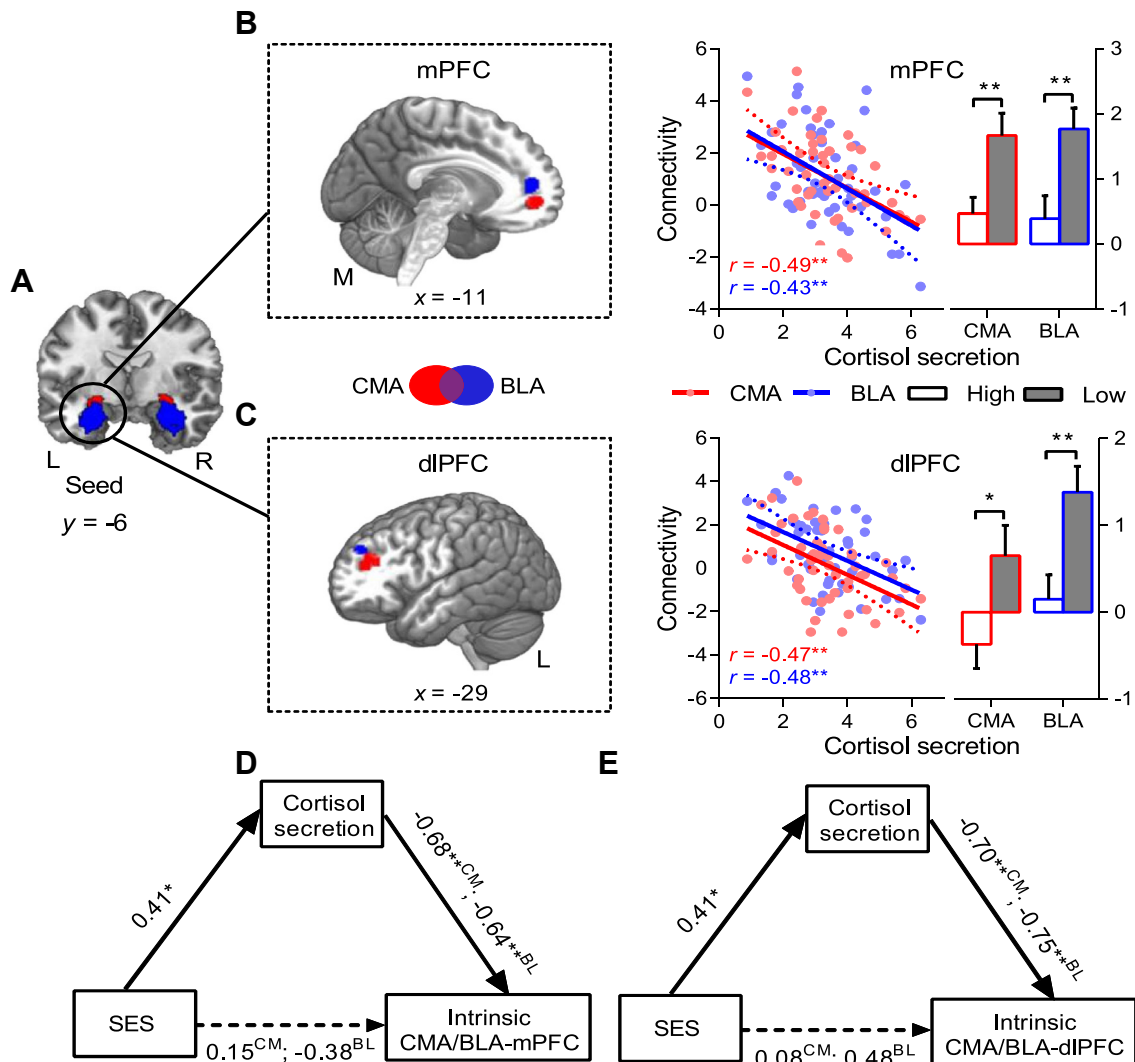 A
L
R
Seed
y = -6
B
mPFC
M
x = -11
CMA
BLA
C
dlPFC
L
x = -29
mPFC
6
4
2
0
-2
-4
Connectivity
r = -0.49**
r = -0.43**
0 2 4 6
Cortisol secretion
** **
3
2
1
0
-1
CMA BLA
CMA BLA High Low
dlPFC
6
4
2
0
-2
-4
-6
Connectivity
r = -0.47**
r = -0.48**
0 2 4 6
Cortisol secretion
* **
2
1
0
-1
CMA BLA
D
Cortisol
secretion
0.41*
-0.68**CM; -0.64**BL
SES
0.15CM; -0.38BL
Intrinsic
CMA/BLA-mPFC
E
Cortisol
secretion
0.41*
-0.70**CM; -0.75**BL
SES
0.08CM; 0.48BL
Intrinsic
CMA/BLA-dlPFC